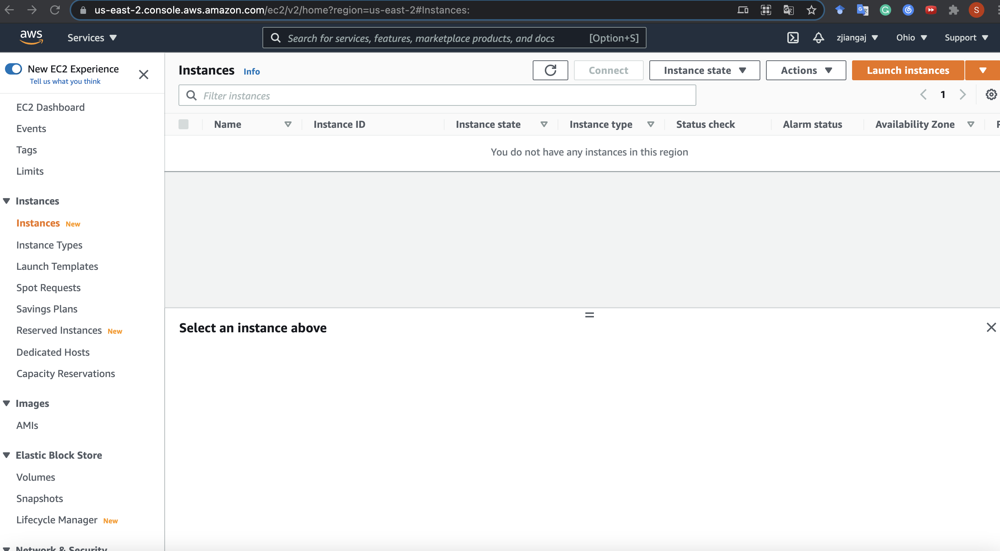 us-east-2.console.aws.amazon.com/ec2/v2/home?region=us-east-2#Instances:
S
aws
Services
Search for services, features, marketplace products, and docs
[Option+S]
zjiangaj
Ohio
Support
New EC2 Experience
Tell us what you think
EC2 Dashboard
Events
Tags
Limits
Instances
Instances New
Instance Types
Launch Templates
Spot Requests
Savings Plans
Reserved Instances New
Dedicated Hosts
Capacity Reservations
Images
AMIs
Elastic Block Store
Volumes
Snapshots
Lifecycle Manager New
Network & Security
Instances Info
Connect
Instance state
Actions
Launch instances
Filter instances
1
Name
Instance ID
Instance state
Instance type
Status check
Alarm status
Availability Zone
You do not have any instances in this region
Select an instance above